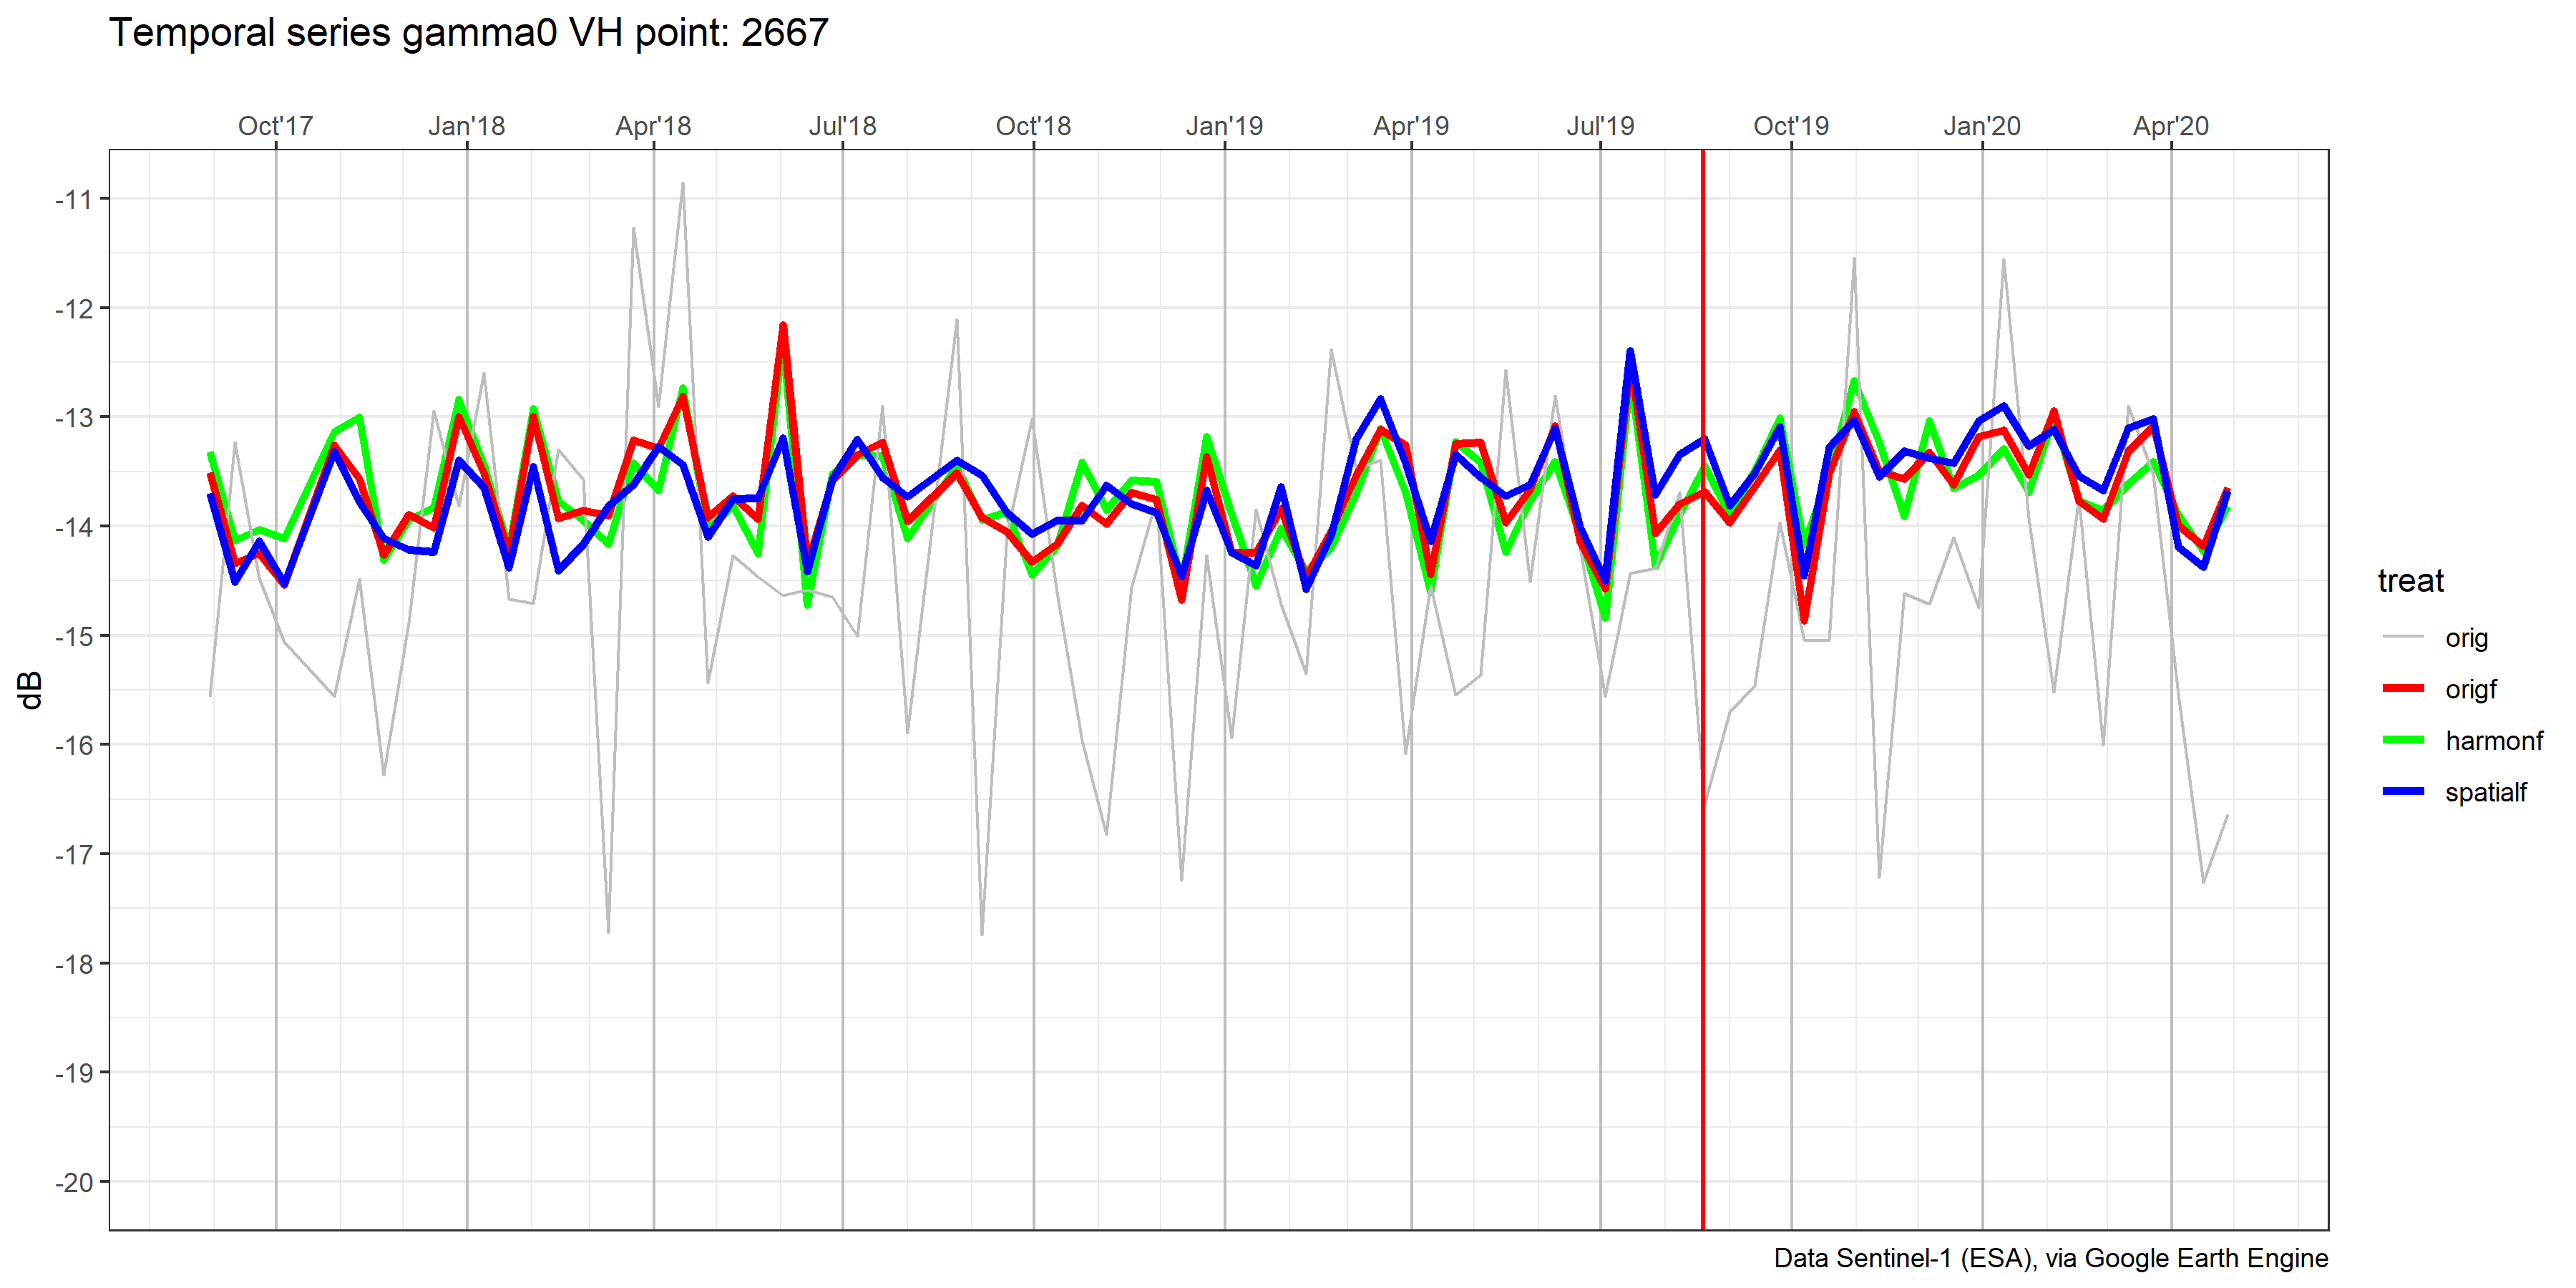 Temporal series gamma0 VH point: 2667
Oct'17 Jan'18 Apr'18 Jul'18 Oct'18 Jan'19 Apr'19 Jul'19 Oct'19 Jan'20 Apr'20
-11
-12
-13
-14
-15
-16
-17
-18
-19
-20
dB
treat
orig
origf
harmonf
spatialf
Data Sentinel-1 (ESA), via Google Earth Engine